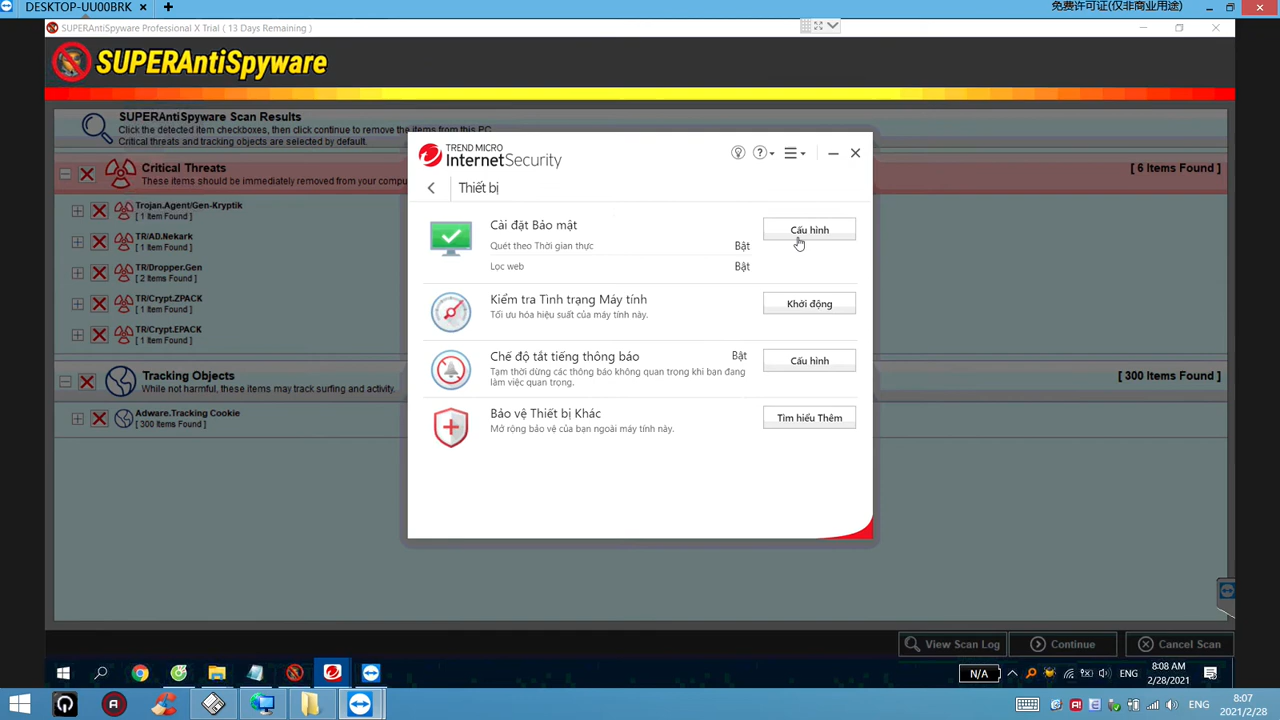 DESKTOP-UU00BRK
免费许可证(仅非商业用途)
SUPERAntiSpyware Professional X Trial ( 13 Days Remaining )
SUPERAntiSpyware
SUPERAntiSpyware Scan Results
Click the detected item checkboxes, then click continue to remove the items from this PC.
Critical threats and tracking objects are selected by default.
Critical Threats
[ 6 Items Found ]
These items should be immediately removed from your compu
Trojan.Agent/Gen-Kryptik
[ 1 Item Found ]
TR/AD.Nekark
[ 1 Item Found ]
TR/Dropper.Gen
[ 2 Items Found ]
TR/Crypt.ZPACK
[ 1 Item Found ]
TR/Crypt.EPACK
[ 1 Item Found ]
Tracking Objects
[ 300 Items Found ]
While not harmful, these items may track surfing and activity.
Adware.Tracking Cookie
[ 300 Items Found ]
TREND MICRO
InternetSecurity
Thiết bị
Cài đặt Bảo mật
Cấu hình
Quét theo Thời gian thực
Bật
Lọc web
Bật
Kiểm tra Tình trạng Máy tính
Khởi động
Tối ưu hóa hiệu suất của máy tính này.
Chế độ tắt tiếng thông báo
Bật
Cấu hình
Tạm thời dừng các thông báo không quan trọng khi bạn đang
làm việc quan trọng.
Bảo vệ Thiết bị Khác
Tìm hiểu Thêm
Mở rộng bảo vệ của bạn ngoài máy tính này.
View Scan Log
Continue
Cancel Scan
N/A
ENG
8:08 AM
2/28/2021
ENG
8:07
2021/2/28